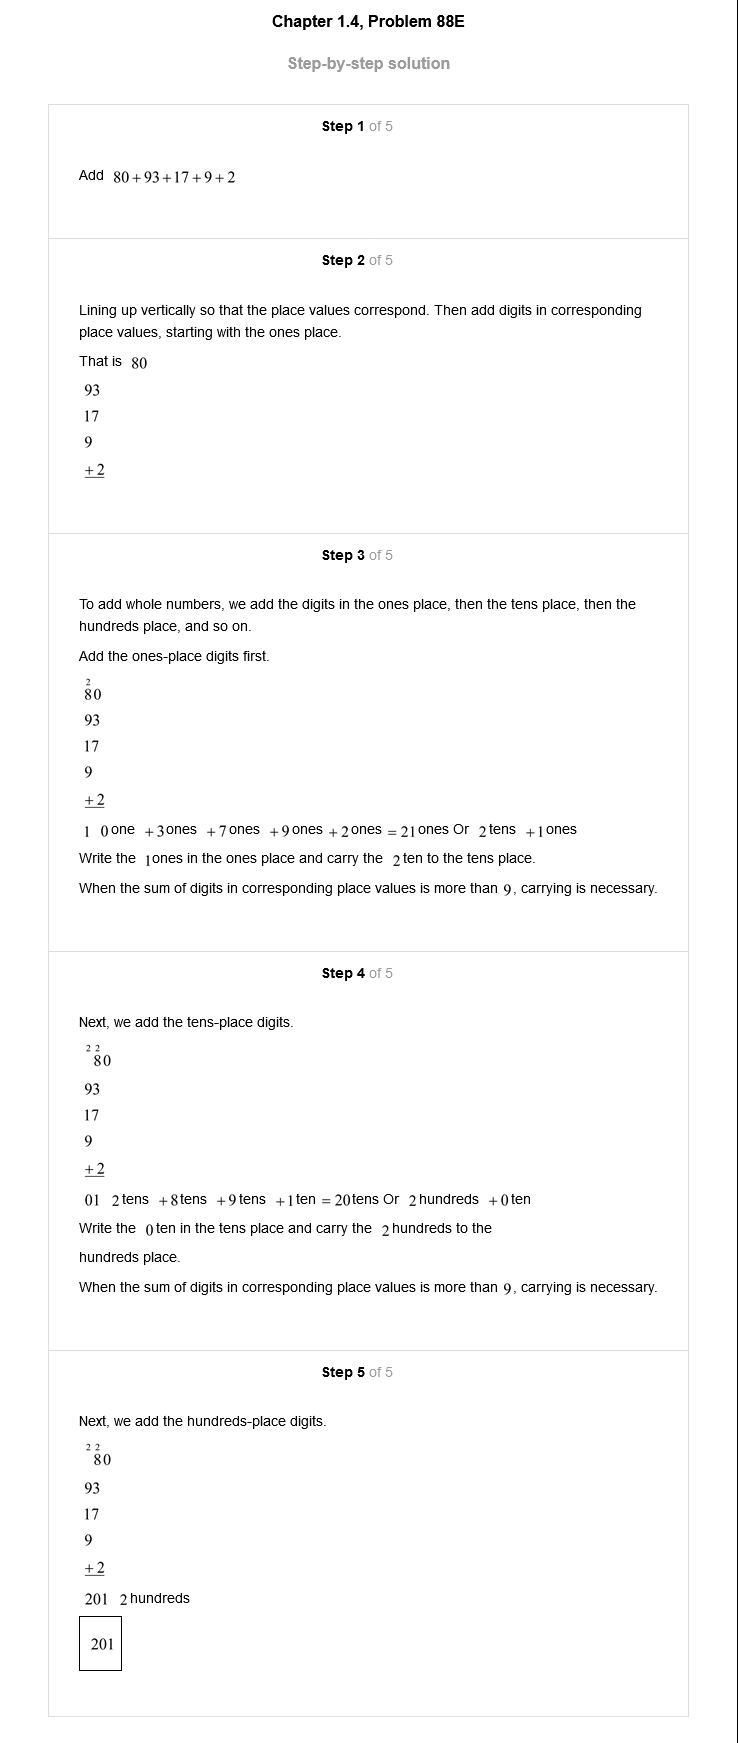 Chapter 1.4, Problem 88E
Step-by-step solution
Step 1 of 5
Add 80+93+17+9+2
Step 2 of 5
Lining up vertically so that the place values correspond. Then add digits in corresponding
place values, starting with the ones place.
That is 80
93
17
9
+2
Step 3 of 5
To add whole numbers, we add the digits in the ones place, then the tens place, then the
hundreds place, and so on.
Add the ones-place digits first.
2
80
93
17
9
+2
1 0 one +3 ones +7 ones +9 ones +2 ones = 21 ones Or 2 tens +1 ones
Write the 1 ones in the ones place and carry the 2 ten to the tens place.
When the sum of digits in corresponding place values is more than 9, carrying is necessary.
Step 4 of 5
Next, we add the tens-place digits.
2 2
80
93
17
9
+2
01 2 tens +8 tens +9 tens +1 ten = 20 tens Or 2 hundreds +0 ten
Write the 0 ten in the tens place and carry the 2 hundreds to the
hundreds place.
When the sum of digits in corresponding place values is more than 9, carrying is necessary.
Step 5 of 5
Next, we add the hundreds-place digits.
2 2
80
93
17
9
+2
201 2 hundreds
201